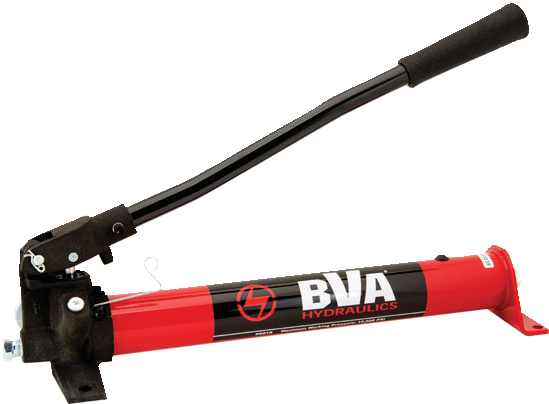 BVA
HYDRAULICS
Maximum Working Pressure: 10,000 PSI